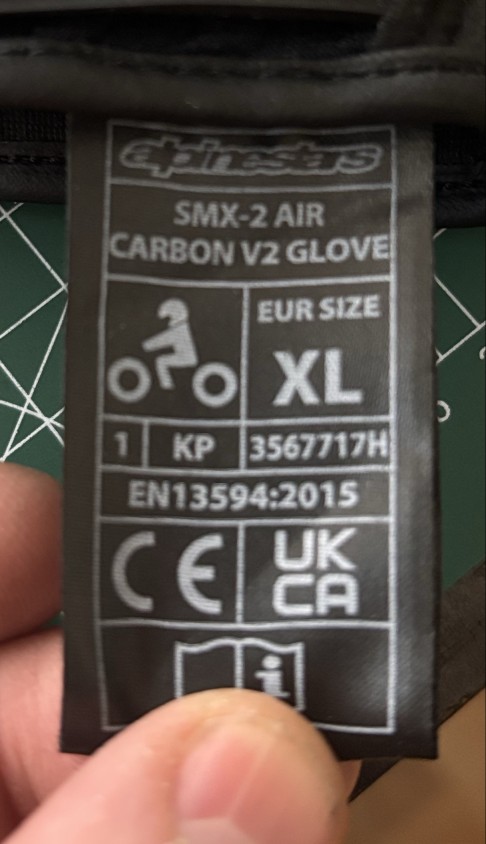 alpinestars
SMX-2 AIR
CARBON V2 GLOVE
EUR SIZE
XL
1 KP 3567717H
EN13594:2015
CE UK
CA
i